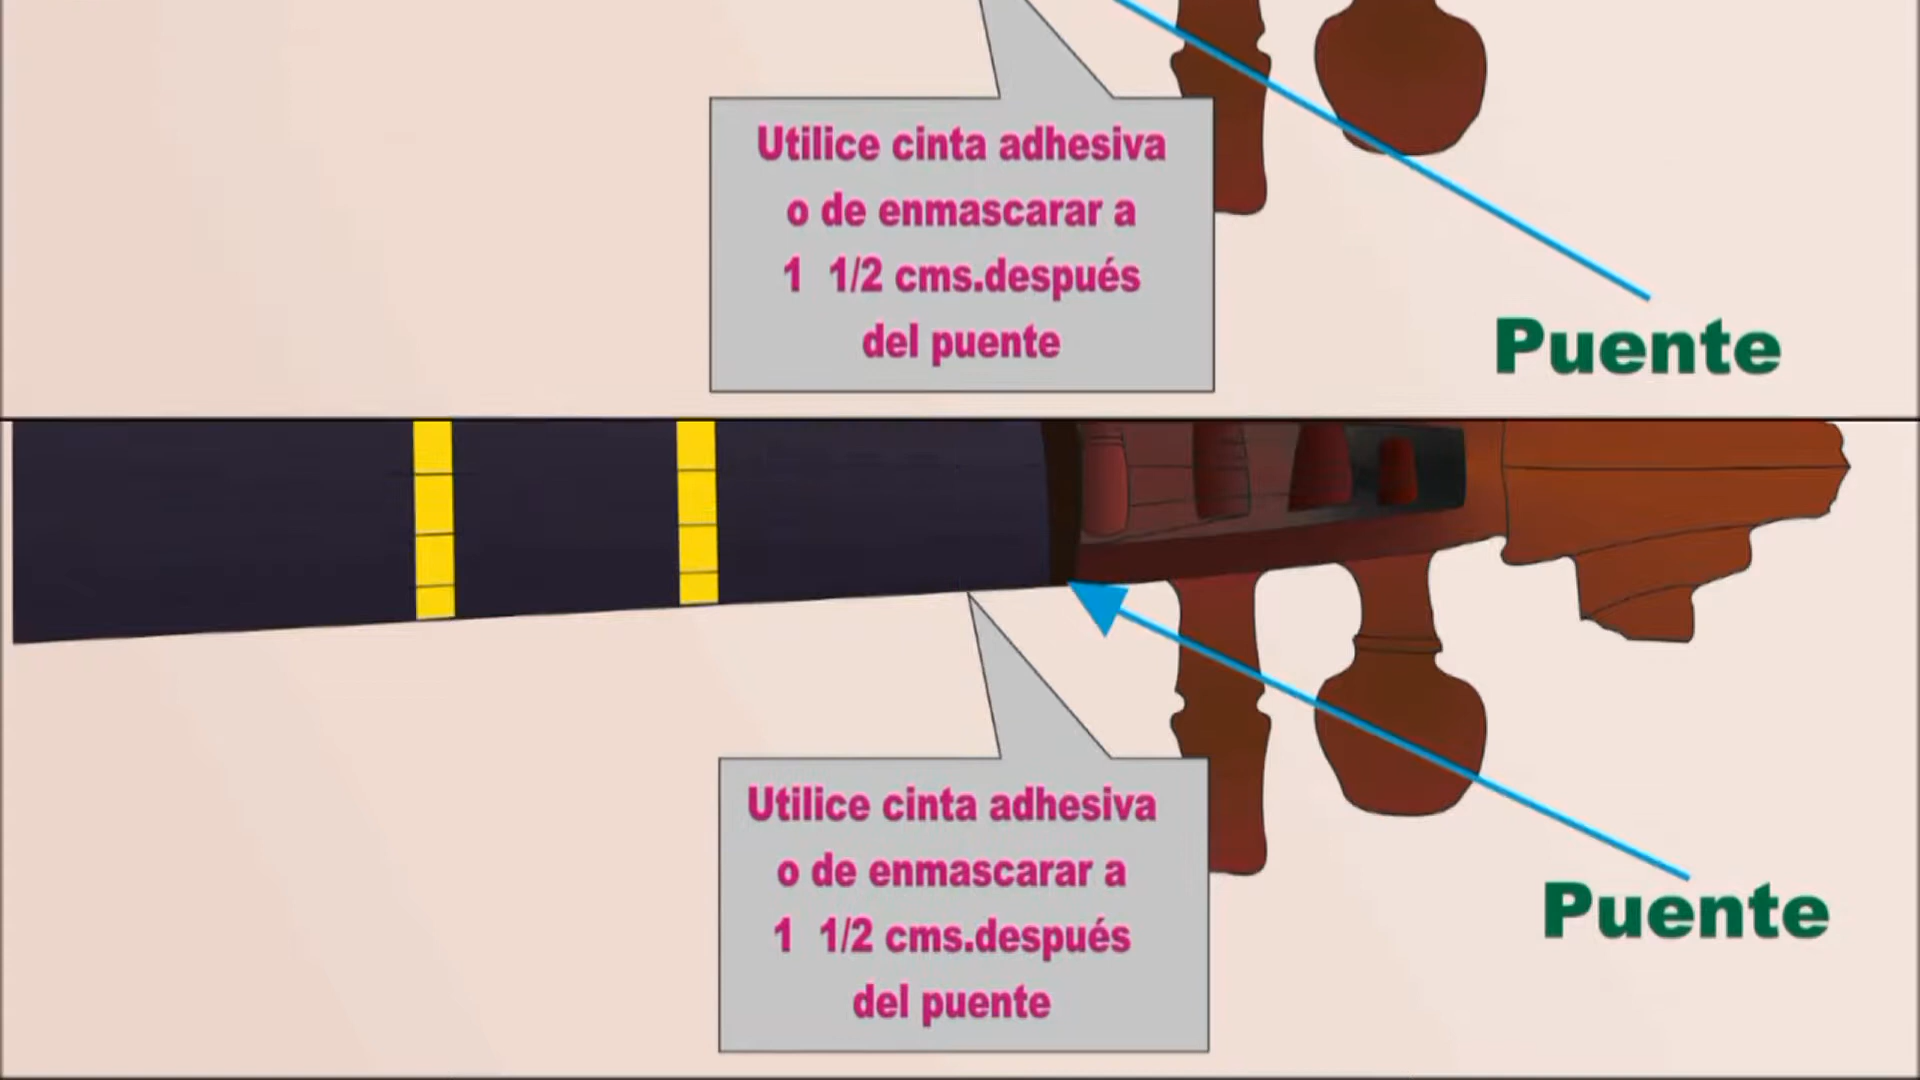 Utilice cinta adhesiva
o de enmascarar a
1 1/2 cms.después
del puente
Puente
Utilice cinta adhesiva
o de enmascarar a
1 1/2 cms.después
del puente
Puente